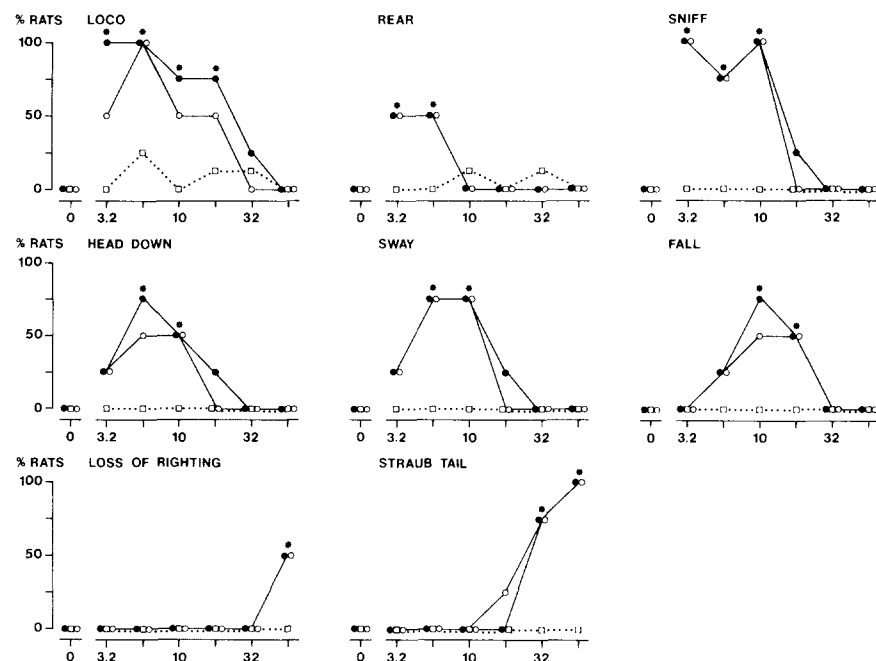 % RATS LOCO REAR SNIFF
100
50
0
0 3.2 10 32 0 3.2 10 32 0 3.2 10 32
% RATS HEAD DOWN SWAY FALL
100
50
0
0 3.2 10 32 0 3.2 10 32 0 3.2 10 32
% RATS LOSS OF RIGHTING STRAUB TAIL
100
50
0
0 3.2 10 32 0 3.2 10 32